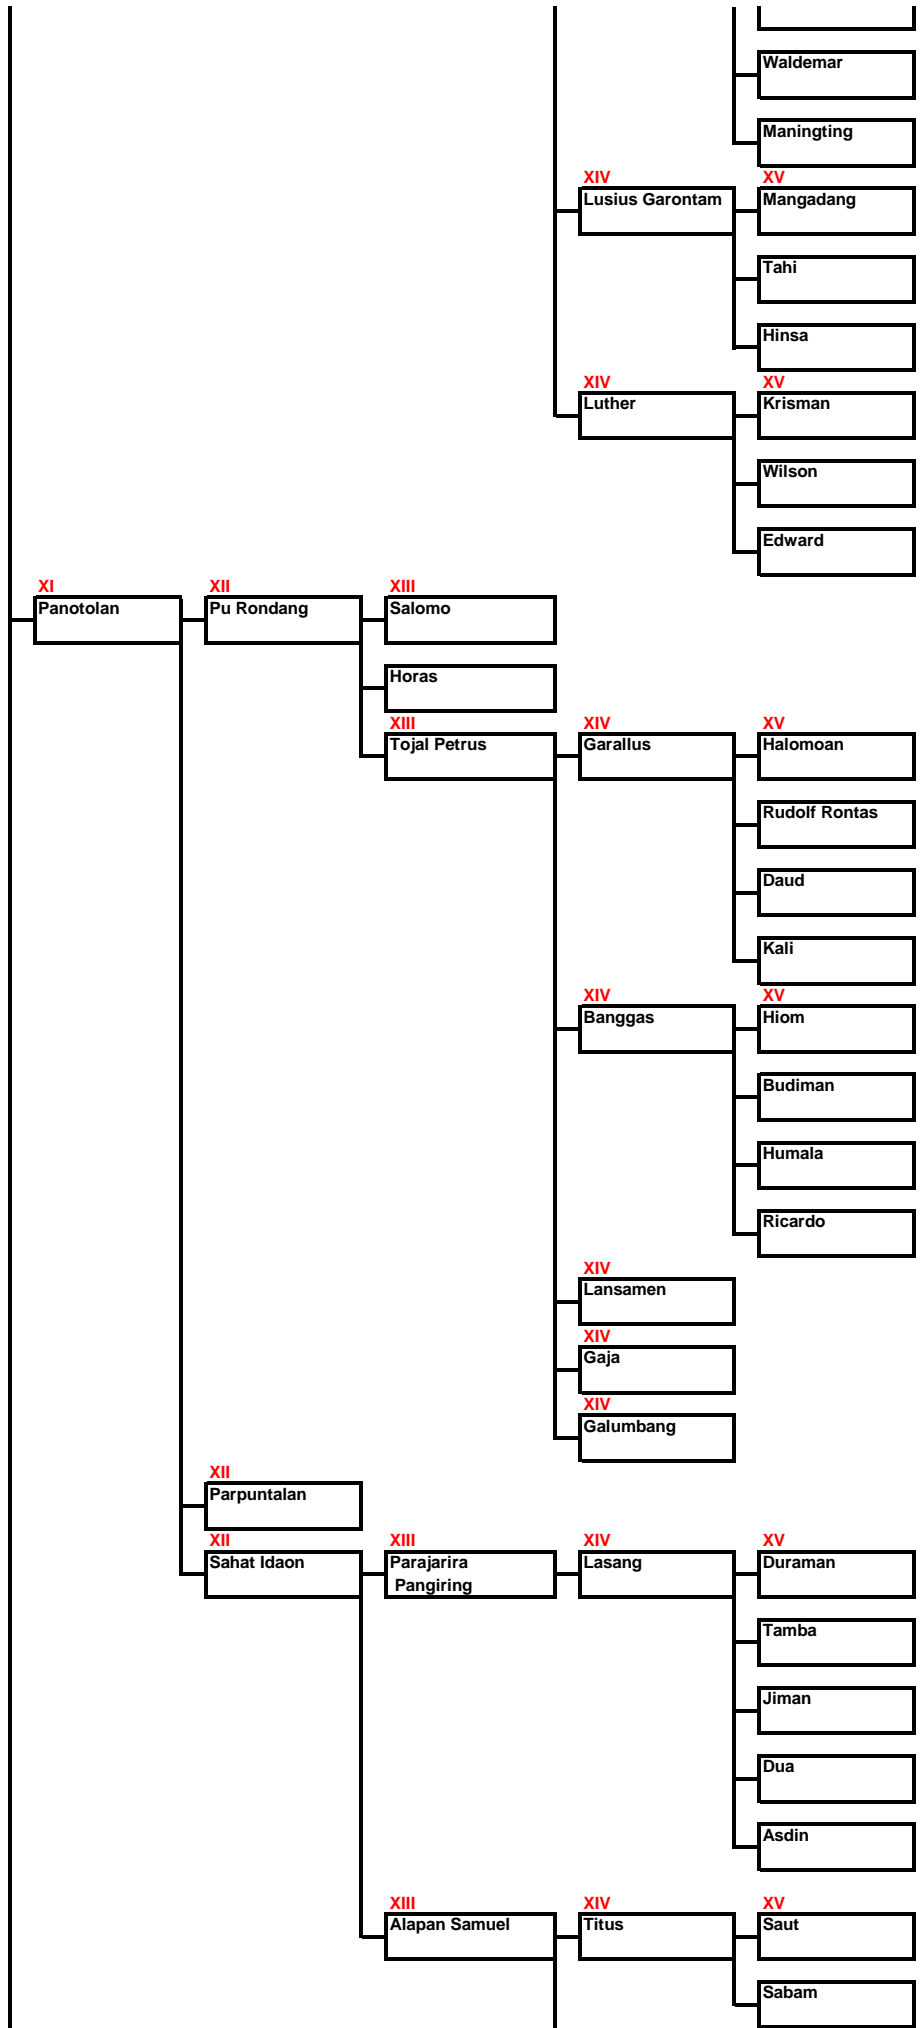 Waldemar
Maningting
XIV XV
Lusius Garontam Mangadang
Tahi
Hinsa
XIV XV
Luther Krisman
Wilson
Edward
XI XII XIII
Panotolan Pu Rondang Salomo
Horas
XIII XIV XV
Tojal Petrus Garallus Halomoan
Rudolf Rontas
Daud
Kali
XIV XV
Banggas Hiom
Budiman
Humala
Ricardo
XIV
Lansamen
XIV
Gaja
XIV
Galumbang
XII
Parpuntalan
XII XIII XIV XV
Sahat Idaon Parajarira Lasang Duraman
Pangiring
Tamba
Jiman
Dua
Asdin
XIII XIV XV
Alapan Samuel Titus Saut
Sabam